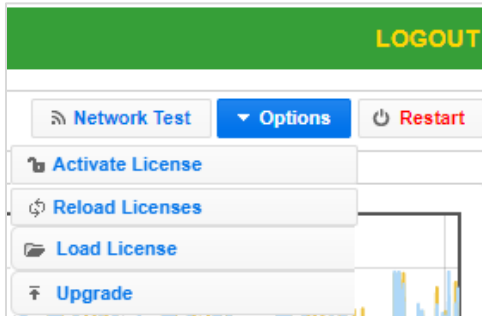 LOGOUT
Network Test Options Restart
Activate License
Reload Licenses
Load License
Upgrade